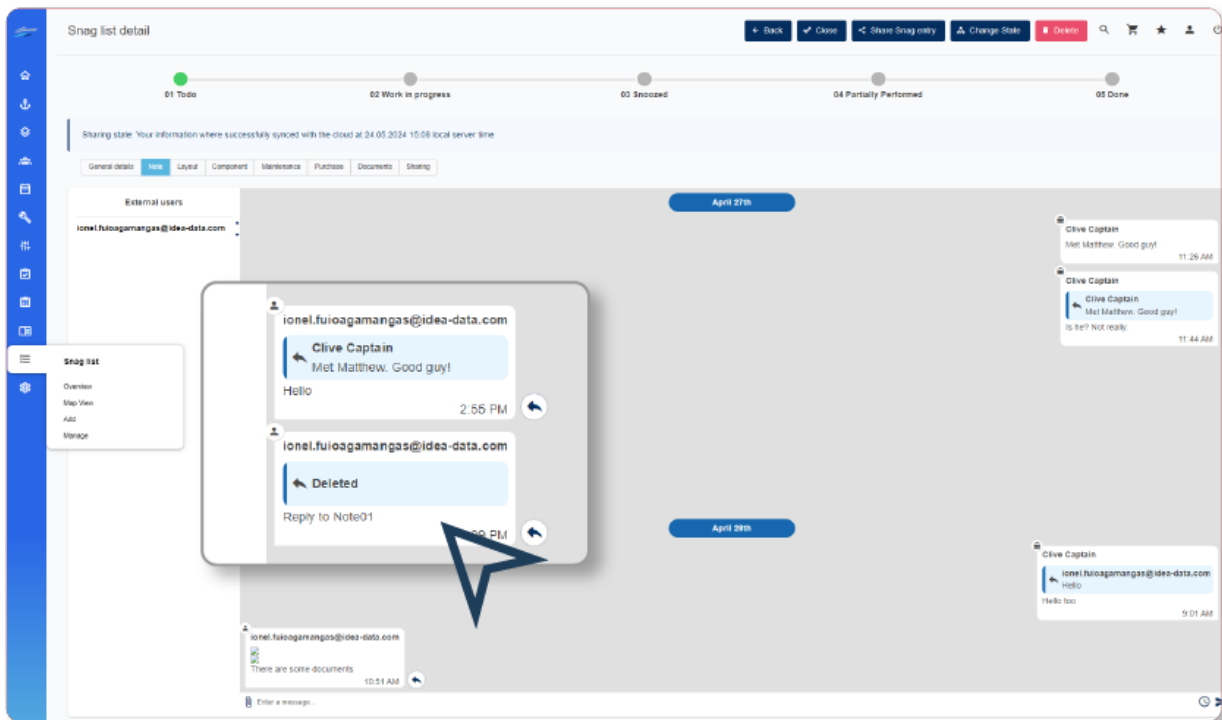 Snag list detail
Back
Close
Share Snag entry
Change State
Delete
01 Todo
02 Work in progress
03 Snoozed
04 Partially Performed
05 Done
Sharing state: Your information where successfully synced with the cloud at 24.05.2024 15:08 local server time
General details
Note
Layout
Component
Maintenance
Purchase
Documents
Sharing
External users
ionel.fuioagamangas@idea-data.com
April 27th
Clive Captain
Met Matthew. Good guy!
11:26 AM
Clive Captain
Clive Captain
Met Matthew. Good guy!
Is he? Not really.
11:44 AM
ionel.fuioagamangas@idea-data.com
Clive Captain
Met Matthew. Good guy!
Hello
2:55 PM
ionel.fuioagamangas@idea-data.com
Deleted
Reply to Note01
PM
Snag list
Overview
Map View
Add
Manage
April 28th
Clive Captain
ionel.fuioagamangas@idea-data.com
Hello
Hello too
9:01 AM
ionel.fuioagamangas@idea-data.com
There are some documents
10:51 AM
Enter a message...